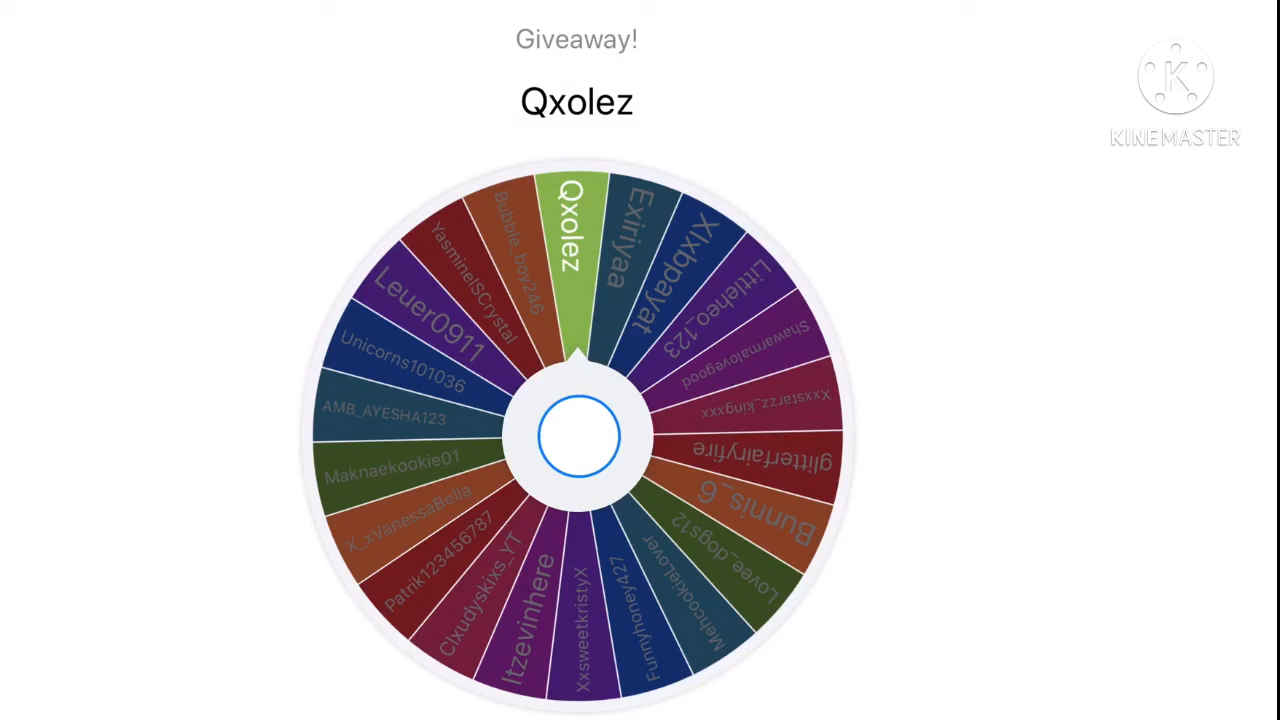 Giveaway!
Qxolez
K
KINEMASTER
Qxolez
Exiriyaa
Xlxbpayat
Littleheo_123
Shawarmalovegood
Xxxstarzz_kingxxx
glitterfairyfire
Bunnis_6
Lovee_dogs12
MehcookieLover
Funnyhoney427
XxsweetkristyX
Itzevinhere
Clxudyskixs_YT
Patrik123456787
X_xVanessaBella
Maknaekookie01
AMB_AYESHA123
Unicorns101036
Leuer0911
YasmineISCrystal
Bubble_boy246